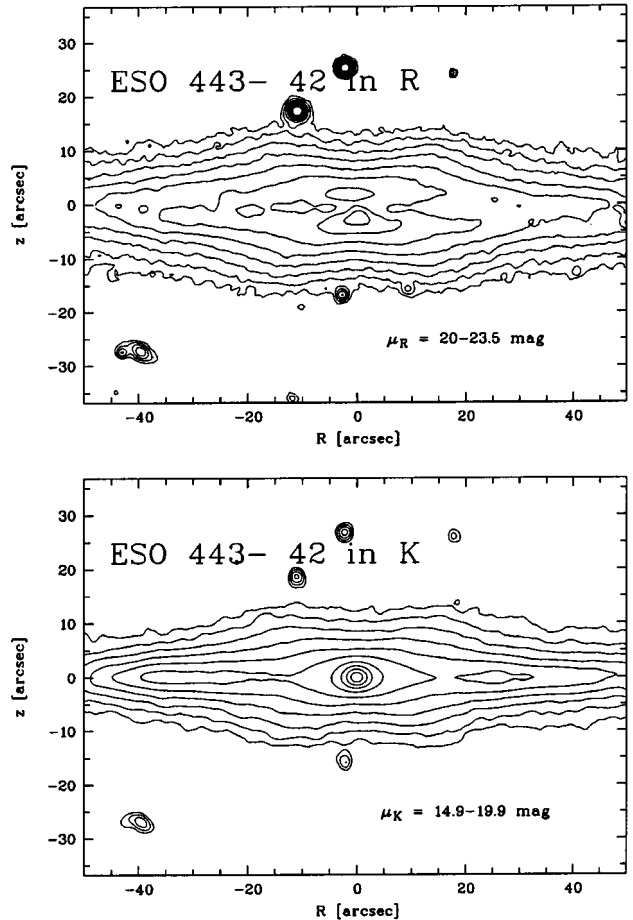 ESO 443- 42 in R
30
20
10
0
-10
-20
-30
z [arcsec]
μR = 20-23.5 mag
-40 -20 0 20 40
R [arcsec]
ESO 443- 42 in K
30
20
10
0
-10
-20
-30
z [arcsec]
μK = 14.9-19.9 mag
-40 -20 0 20 40
R [arcsec]